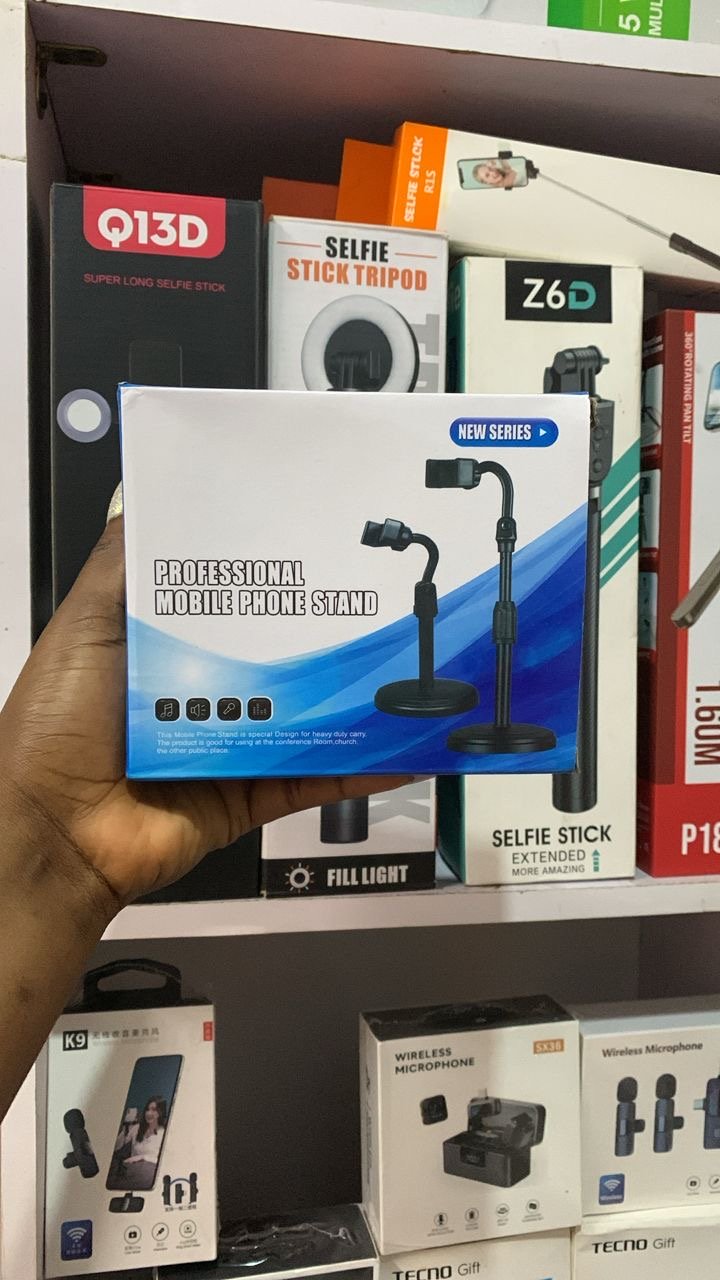 5
MUL
SELFIE STICK
R1S
Q13D
SUPER LONG SELFIE STICK
SELFIE
STICK TRIPOD
Z6D
360°ROTATING PAN TILT
NEW SERIES
PROFESSIONAL
MOBILE PHONE STAND
This Mobile Phone Stand is special Design for heavy duty carry.
The product is good for using at the conference Room,church.
the other public place.
1.60M
P18
SELFIE STICK
EXTENDED
MORE AMAZING
FILL LIGHT
K9
WIRELESS
MICROPHONE
SX36
Wireless Microphone
Wireless
TECNO Gift
TECNO Gift